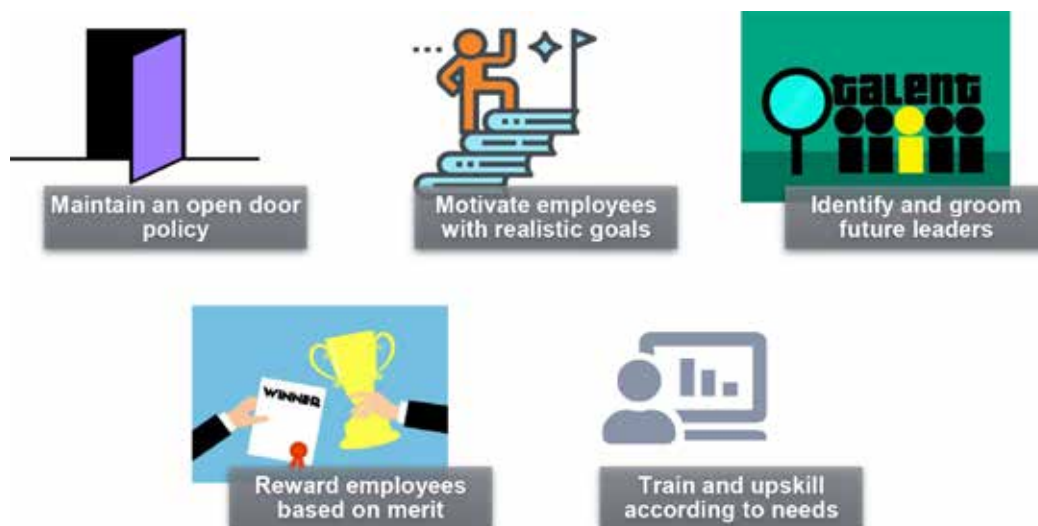 talent
Maintain an open door
policy
Motivate employees
with realistic goals
Identify and groom
future leaders
WINNER
Reward employees
based on merit
Train and upskill
according to needs